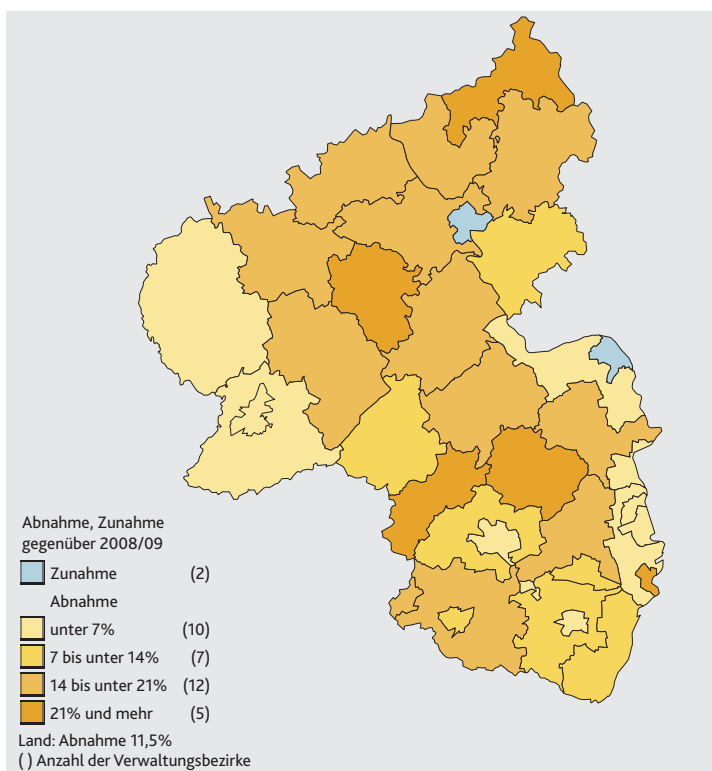 Abnahme, Zunahme
gegenüber 2008/09
Zunahme (2)
Abnahme
unter 7% (10)
7 bis unter 14% (7)
14 bis unter 21% (12)
21% und mehr (5)
Land: Abnahme 11,5%
( ) Anzahl der Verwaltungsbezirke